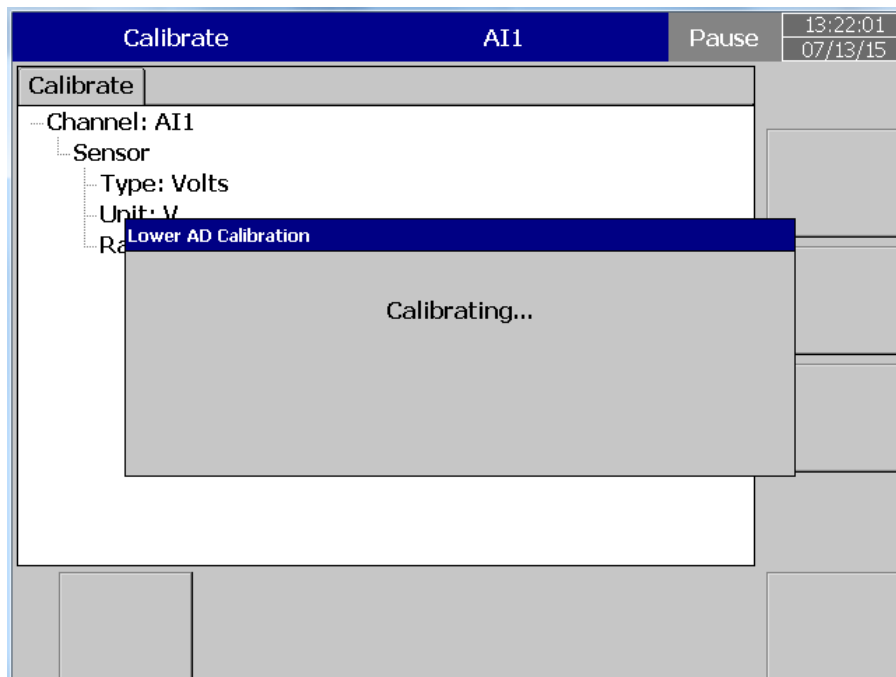 Calibrate AI1 Pause 13:22:01
07/13/15
Calibrate
Channel: AI1
Sensor
Type: Volts
Unit: V
Lower AD Calibration
Calibrating...